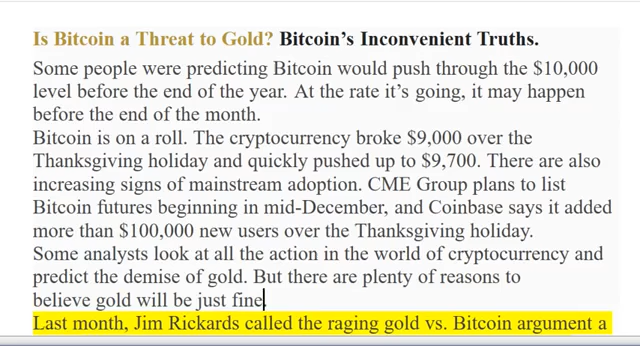 Is Bitcoin a Threat to Gold? Bitcoin's Inconvenient Truths.
Some people were predicting Bitcoin would push through the $10,000
level before the end of the year. At the rate it's going, it may happen
before the end of the month.
Bitcoin is on a roll. The cryptocurrency broke $9,000 over the
Thanksgiving holiday and quickly pushed up to $9,700. There are also
increasing signs of mainstream adoption. CME Group plans to list
Bitcoin futures beginning in mid-December, and Coinbase says it added
more than $100,000 new users over the Thanksgiving holiday.
Some analysts look at all the action in the world of cryptocurrency and
predict the demise of gold. But there are plenty of reasons to
believe gold will be just fine.
Last month, Jim Rickards called the raging gold vs. Bitcoin argument a